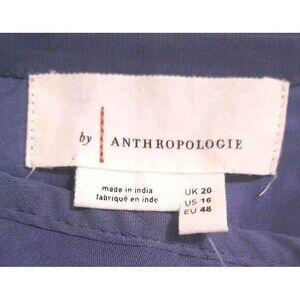 by ANTHROPOLOGIE
made in india
fabriqué en inde
UK 20
US 16
EU 48